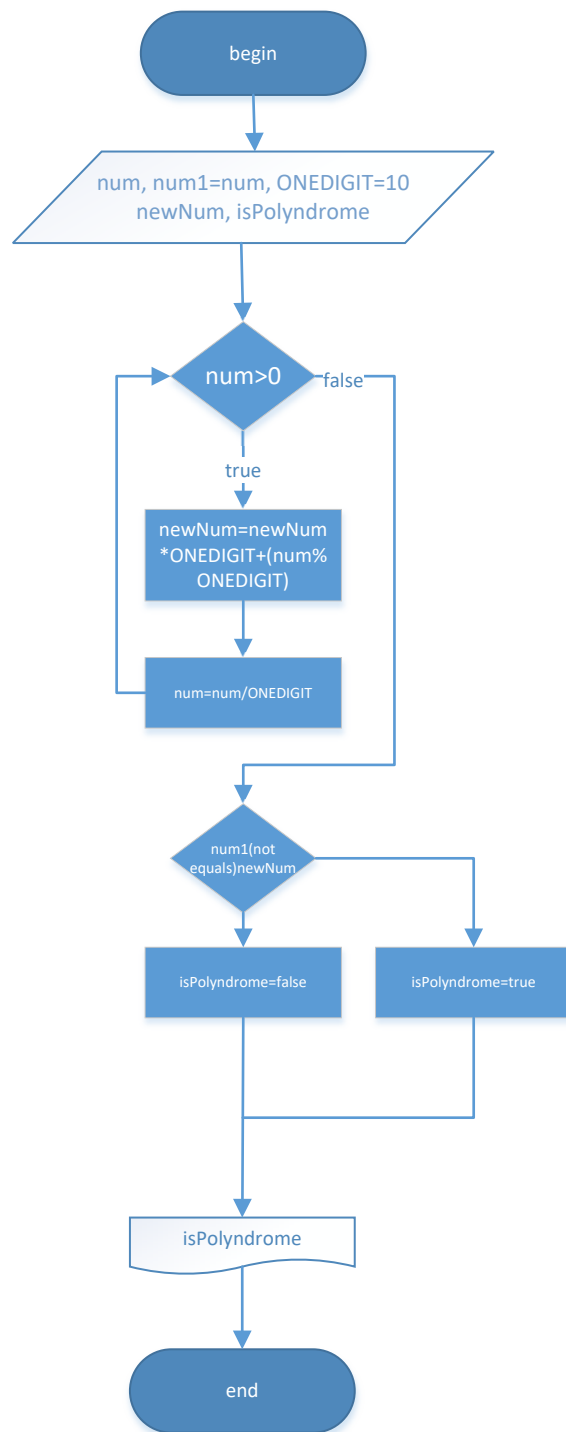 begin
num, num1=num, ONEDIGIT=10
newNum, isPolyndrome
num>0
false
true
newNum=newNum
*ONEDIGIT+(num%
ONEDIGIT)
num=num/ONEDIGIT
num1(not
equals)newNum
isPolyndrome=false
isPolyndrome=true
isPolyndrome
end